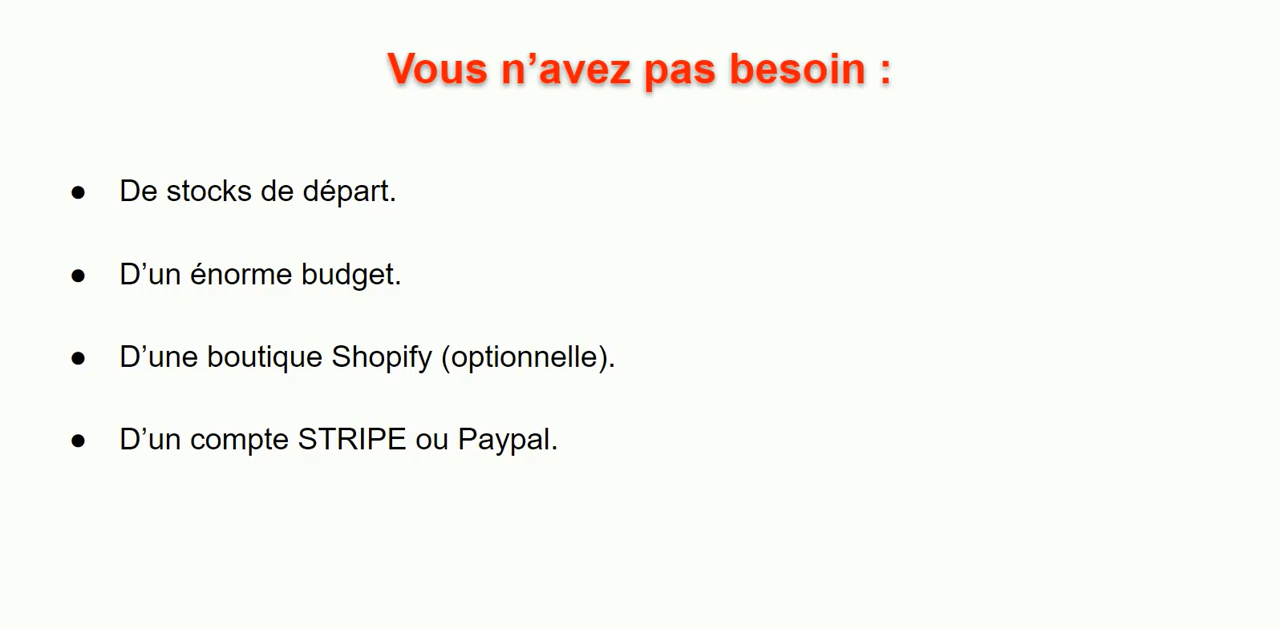 Vous n’avez pas besoin :
● De stocks de départ.
● D’un énorme budget.
● D’une boutique Shopify (optionnelle).
● D’un compte STRIPE ou Paypal.